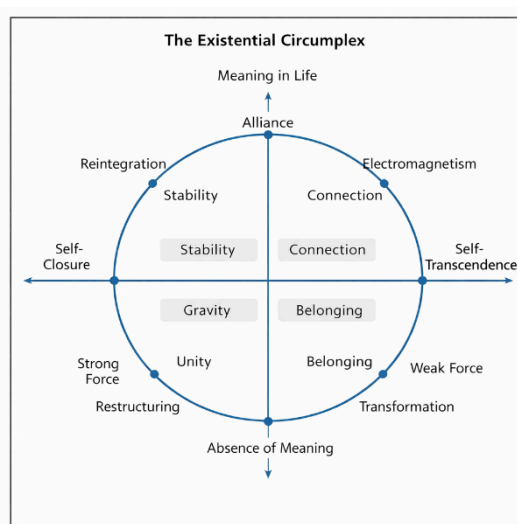 The Existential Circumplex
Meaning in Life
Alliance
Reintegration
Electromagnetism
Stability
Connection
Self-
Closure
Stability
Connection
Self-
Transcendence
Gravity
Belonging
Strong
Force
Unity
Belonging
Weak Force
Restructuring
Transformation
Absence of Meaning